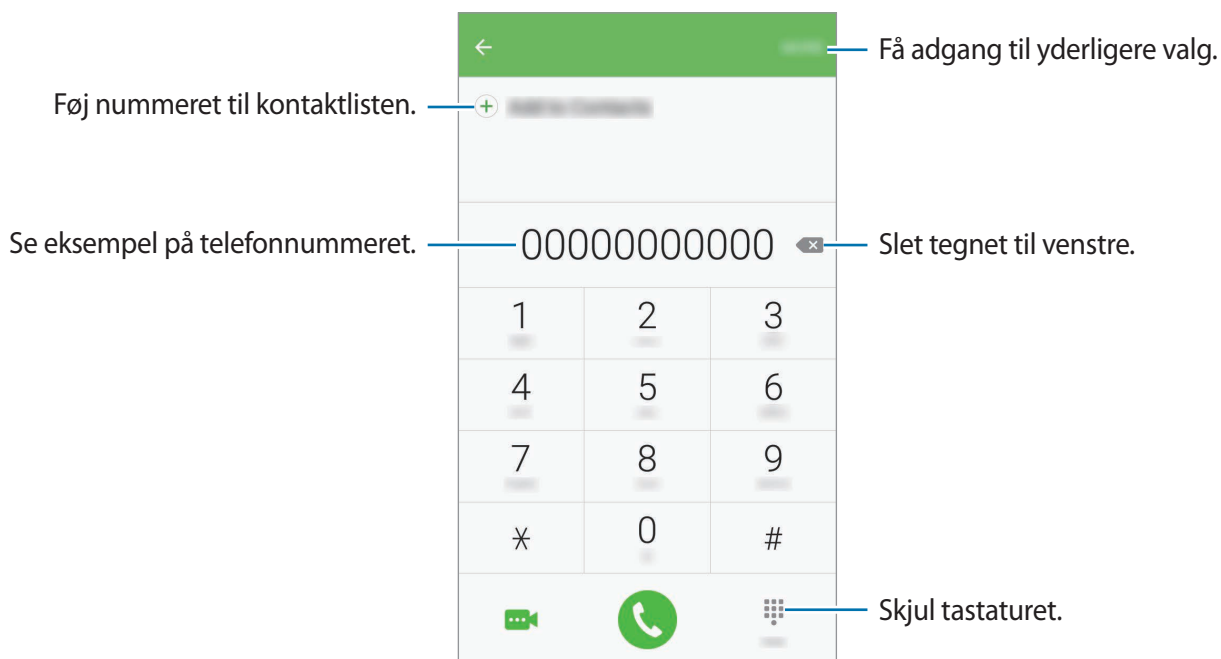 Få adgang til yderligere valg.
Føj nummeret til kontaktlisten.
Se eksempel på telefonnummeret.
00000000000
Slet tegnet til venstre.
1 2 3
4 5 6
7 8 9
* 0 #
Skjul tastaturet.